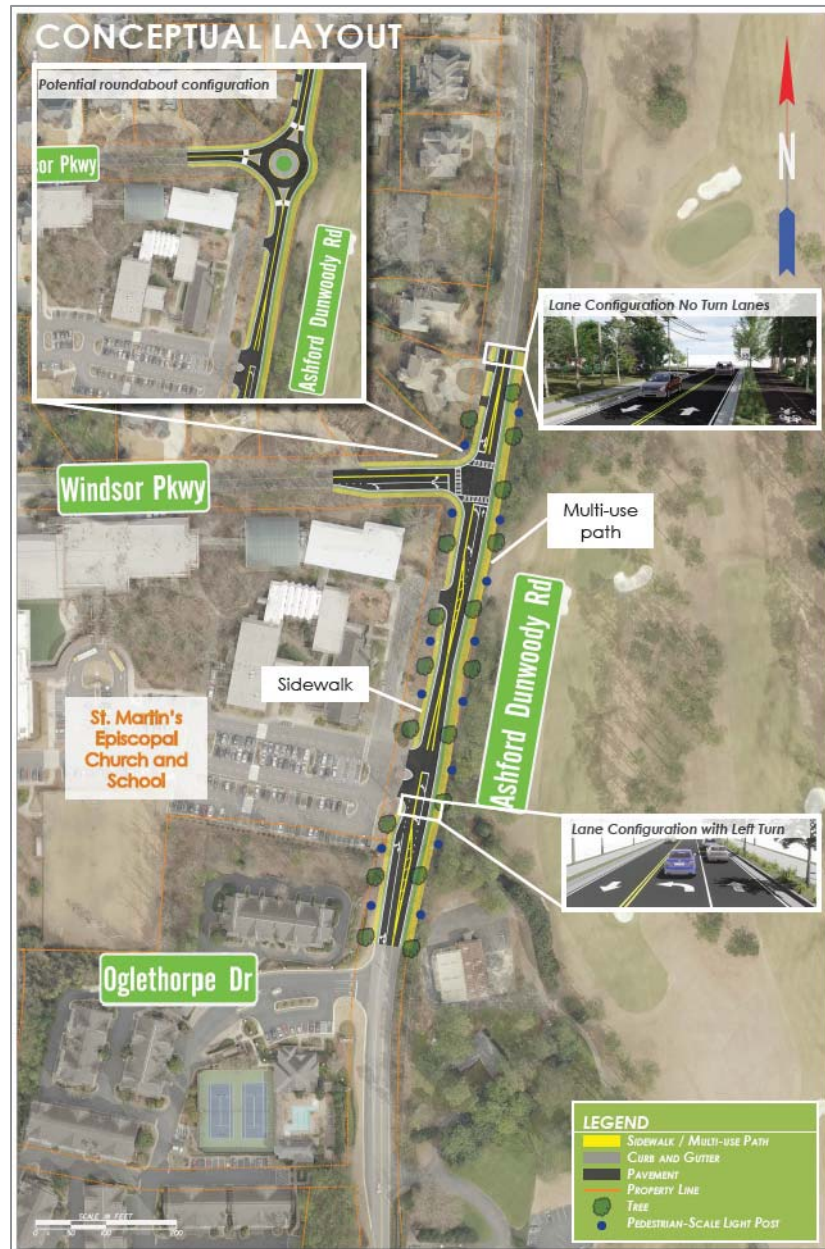 CONCEPTUAL LAYOUT
Potential roundabout configuration
sor Pkwy
Ashford Dunwoody Rd
N
Lane Configuration No Turn Lanes
Windsor Pkwy
Multi-use
path
Ashford Dunwoody Rd
Sidewalk
St. Martin's
Episcopal
Church and
School
Lane Configuration with Left Turn
Oglethorpe Dr
LEGEND
SIDEWALK / MULTI-USE PATH
CURB AND GUTTER
PAVEMENT
PROPERTY LINE
TREE
PEDESTRIAN-SCALE LIGHT POST
SCALE IN FEET